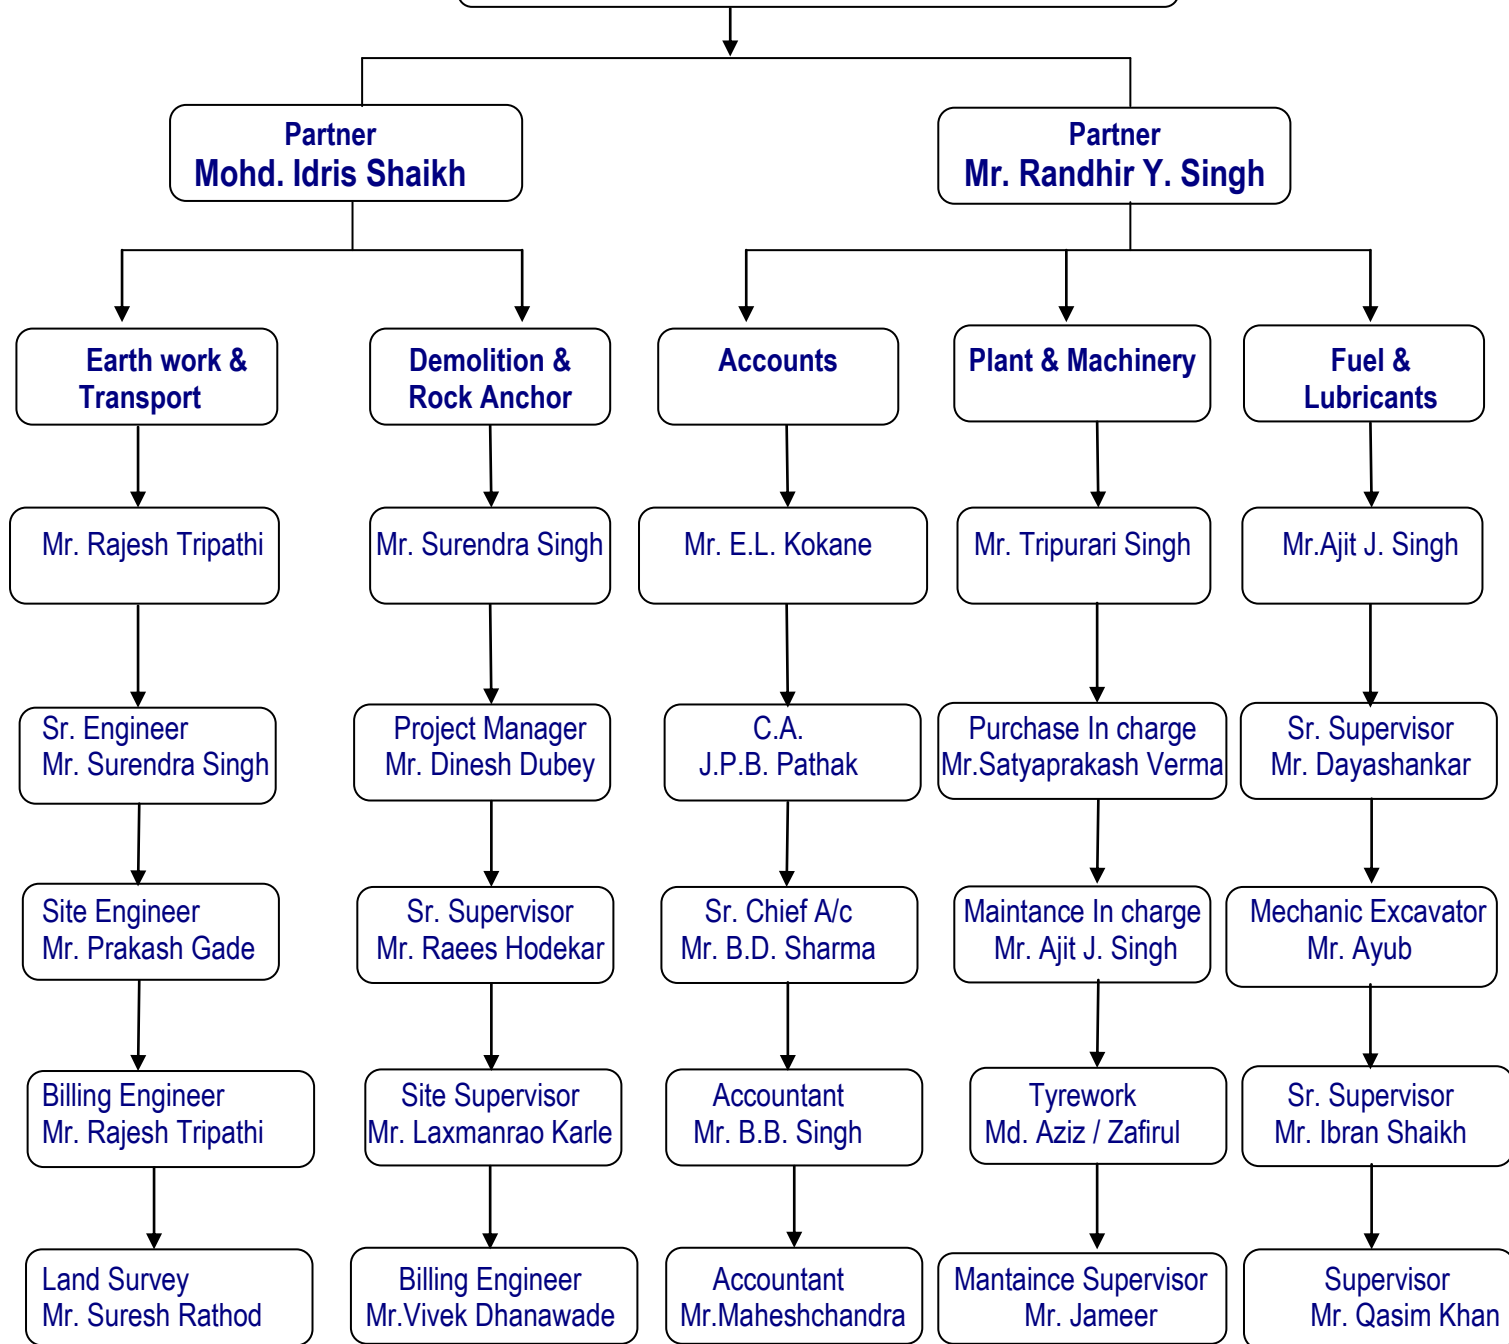 Partner
Mohd. Idris Shaikh
Partner
Mr. Randhir Y. Singh
Earth work &
Transport
Demolition &
Rock Anchor
Accounts
Plant & Machinery
Fuel &
Lubricants
Mr. Rajesh Tripathi
Mr. Surendra Singh
Mr. E.L. Kokane
Mr. Tripurari Singh
Mr.Ajit J. Singh
Sr. Engineer
Mr. Surendra Singh
Project Manager
Mr. Dinesh Dubey
C.A.
J.P.B. Pathak
Purchase In charge
Mr.Satyaprakash Verma
Sr. Supervisor
Mr. Dayashankar
Site Engineer
Mr. Prakash Gade
Sr. Supervisor
Mr. Raees Hodekar
Sr. Chief A/c
Mr. B.D. Sharma
Maintance In charge
Mr. Ajit J. Singh
Mechanic Excavator
Mr. Ayub
Billing Engineer
Mr. Rajesh Tripathi
Site Supervisor
Mr. Laxmanrao Karle
Accountant
Mr. B.B. Singh
Tyrework
Md. Aziz / Zafirul
Sr. Supervisor
Mr. Ibran Shaikh
Land Survey
Mr. Suresh Rathod
Billing Engineer
Mr.Vivek Dhanawade
Accountant
Mr.Maheshchandra
Mantaince Supervisor
Mr. Jameer
Supervisor
Mr. Qasim Khan